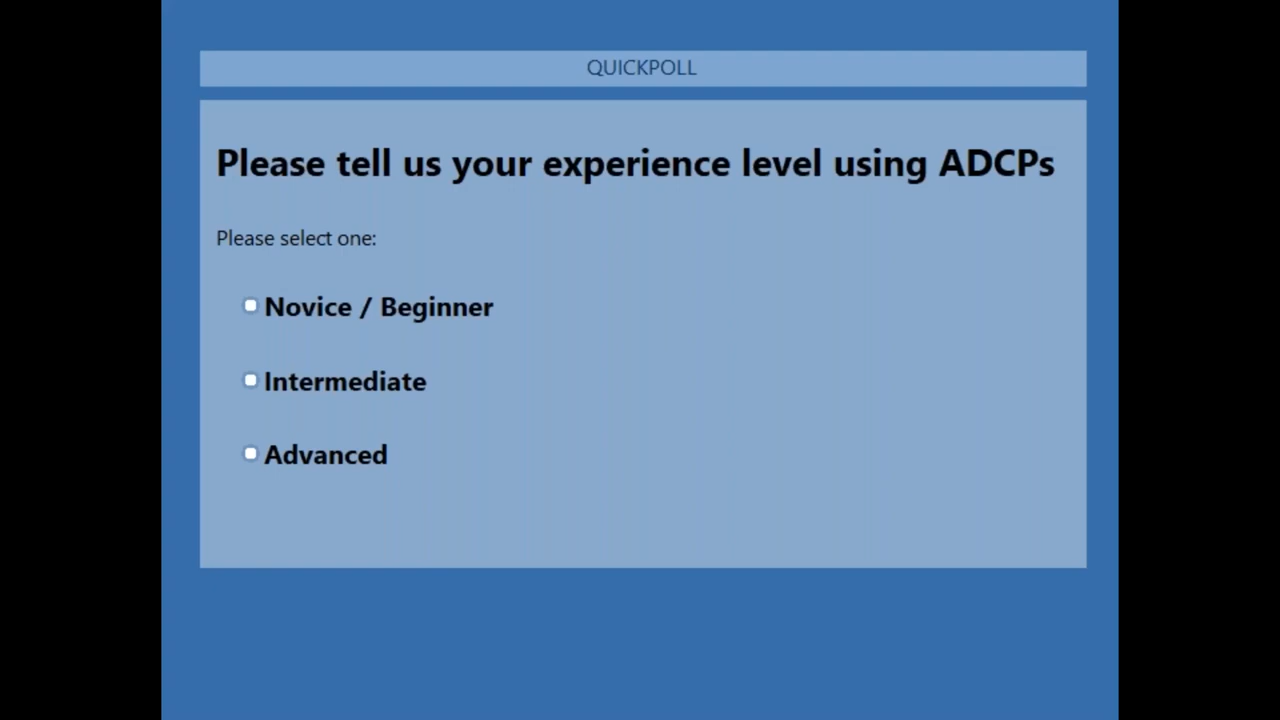 QUICKPOLL
Please tell us your experience level using ADCPs
Please select one:
Novice / Beginner
Intermediate
Advanced